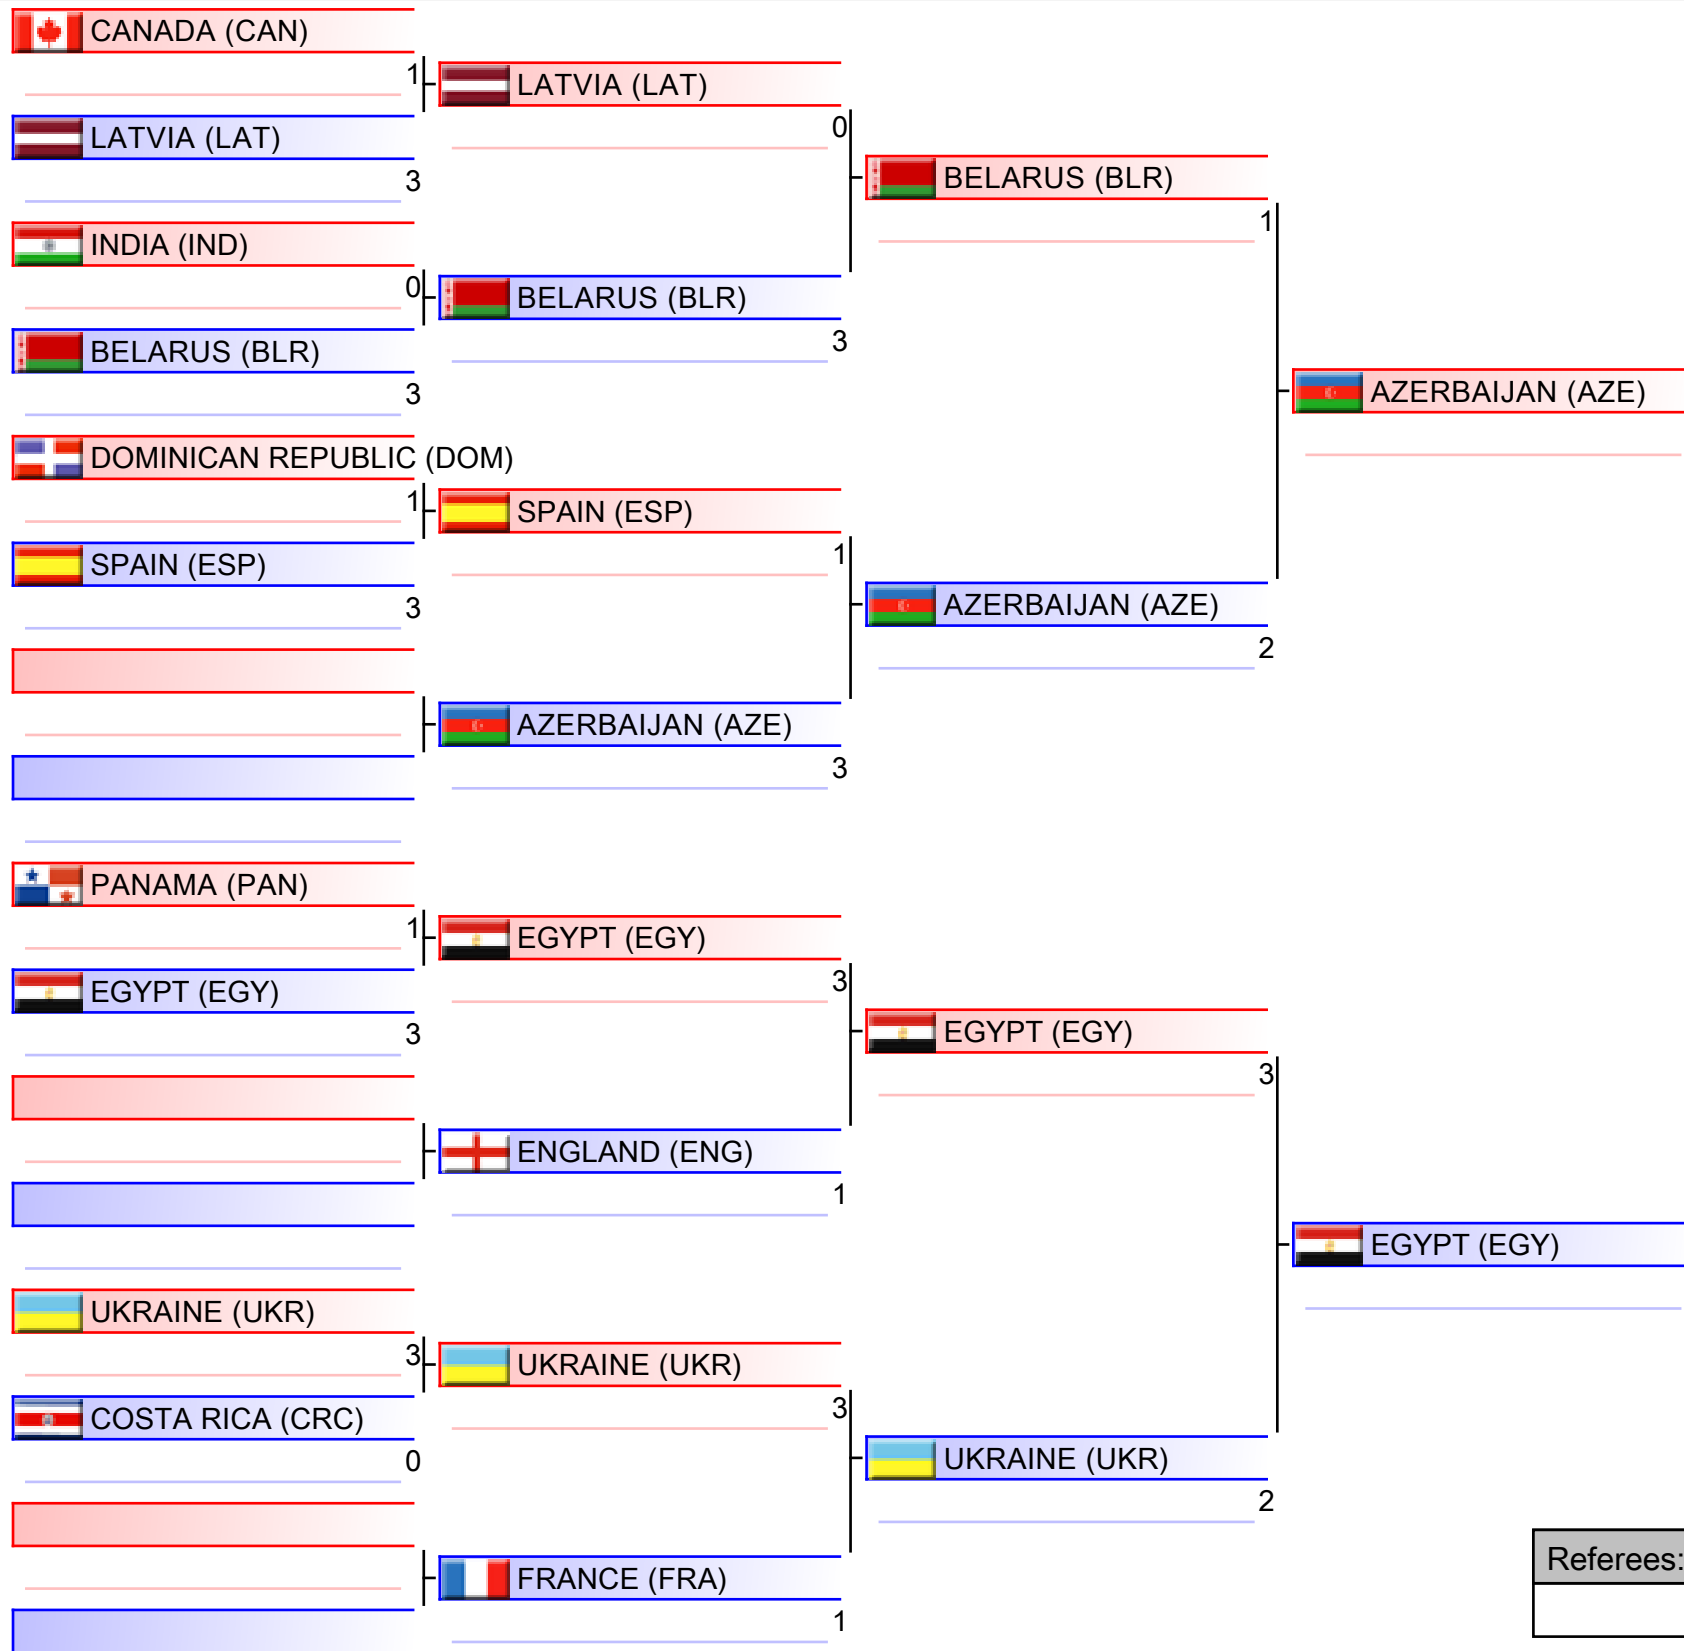 CANADA (CAN)
1
LATVIA (LAT)
3
INDIA (IND)
0
BELARUS (BLR)
3
DOMINICAN REPUBLIC (DOM)
1
SPAIN (ESP)
3
PANAMA (PAN)
1
EGYPT (EGY)
3
UKRAINE (UKR)
3
COSTA RICA (CRC)
0
LATVIA (LAT)
0
BELARUS (BLR)
3
SPAIN (ESP)
1
AZERBAIJAN (AZE)
3
EGYPT (EGY)
3
ENGLAND (ENG)
1
UKRAINE (UKR)
3
FRANCE (FRA)
1
BELARUS (BLR)
1
AZERBAIJAN (AZE)
2
EGYPT (EGY)
3
UKRAINE (UKR)
2
AZERBAIJAN (AZE)
EGYPT (EGY)
Referees: